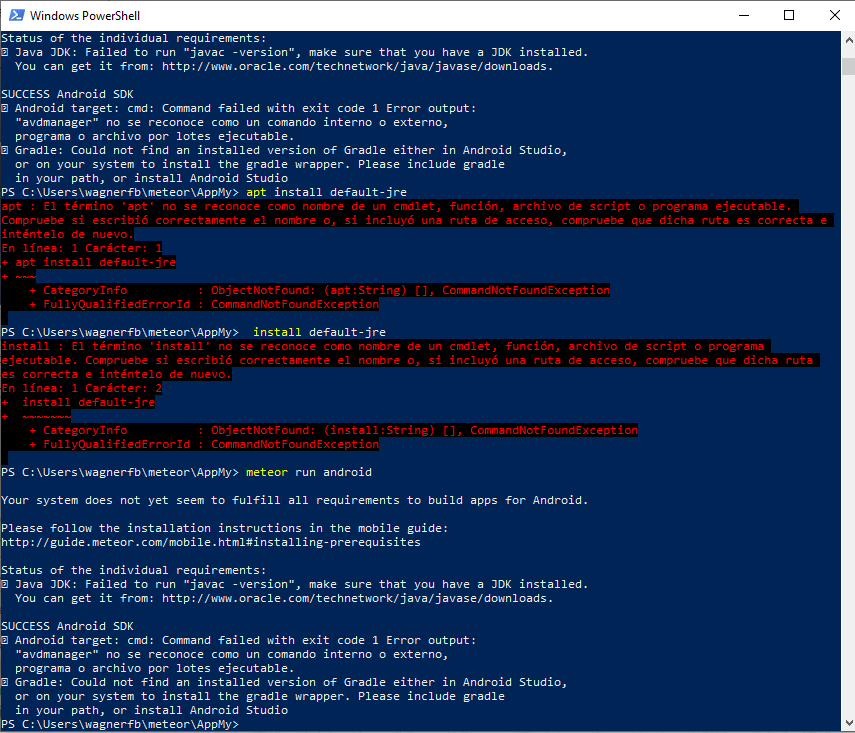 Windows PowerShell
Status of the individual requirements:
Java JDK: Failed to run "javac -version", make sure that you have a JDK installed.
You can get it from: http://www.oracle.com/technetwork/java/javase/downloads.
SUCCESS Android SDK
Android target: cmd: Command failed with exit code 1 Error output:
"avdmanager" no se reconoce como un comando interno o externo,
programa o archivo por lotes ejecutable.
Gradle: Could not find an installed version of Gradle either in Android Studio,
or on your system to install the gradle wrapper. Please include gradle
in your path, or install Android Studio
PS C:\Users\wagnerfb\meteor\AppMy> apt install default-jre
apt : El término 'apt' no se reconoce como nombre de un cmdlet, función, archivo de script o programa ejecutable.
Compruebe si escribió correctamente el nombre o, si incluyó una ruta de acceso, compruebe que dicha ruta es correcta e
inténtelo de nuevo.
En línea: 1 Carácter: 1
+ apt install default-jre
+ ~~~
+ CategoryInfo : ObjectNotFound: (apt:String) [], CommandNotFoundException
+ FullyQualifiedErrorId : CommandNotFoundException
PS C:\Users\wagnerfb\meteor\AppMy>  install default-jre
install : El término 'install' no se reconoce como nombre de un cmdlet, función, archivo de script o programa
ejecutable. Compruebe si escribió correctamente el nombre o, si incluyó una ruta de acceso, compruebe que dicha ruta
es correcta e inténtelo de nuevo.
En línea: 1 Carácter: 2
+  install default-jre
+  ~~~~~~~
+ CategoryInfo : ObjectNotFound: (install:String) [], CommandNotFoundException
+ FullyQualifiedErrorId : CommandNotFoundException
PS C:\Users\wagnerfb\meteor\AppMy> meteor run android
Your system does not yet seem to fulfill all requirements to build apps for Android.
Please follow the installation instructions in the mobile guide:
http://guide.meteor.com/mobile.html#installing-prerequisites
Status of the individual requirements:
Java JDK: Failed to run "javac -version", make sure that you have a JDK installed.
You can get it from: http://www.oracle.com/technetwork/java/javase/downloads.
SUCCESS Android SDK
Android target: cmd: Command failed with exit code 1 Error output:
"avdmanager" no se reconoce como un comando interno o externo,
programa o archivo por lotes ejecutable.
Gradle: Could not find an installed version of Gradle either in Android Studio,
or on your system to install the gradle wrapper. Please include gradle
in your path, or install Android Studio
PS C:\Users\wagnerfb\meteor\AppMy>